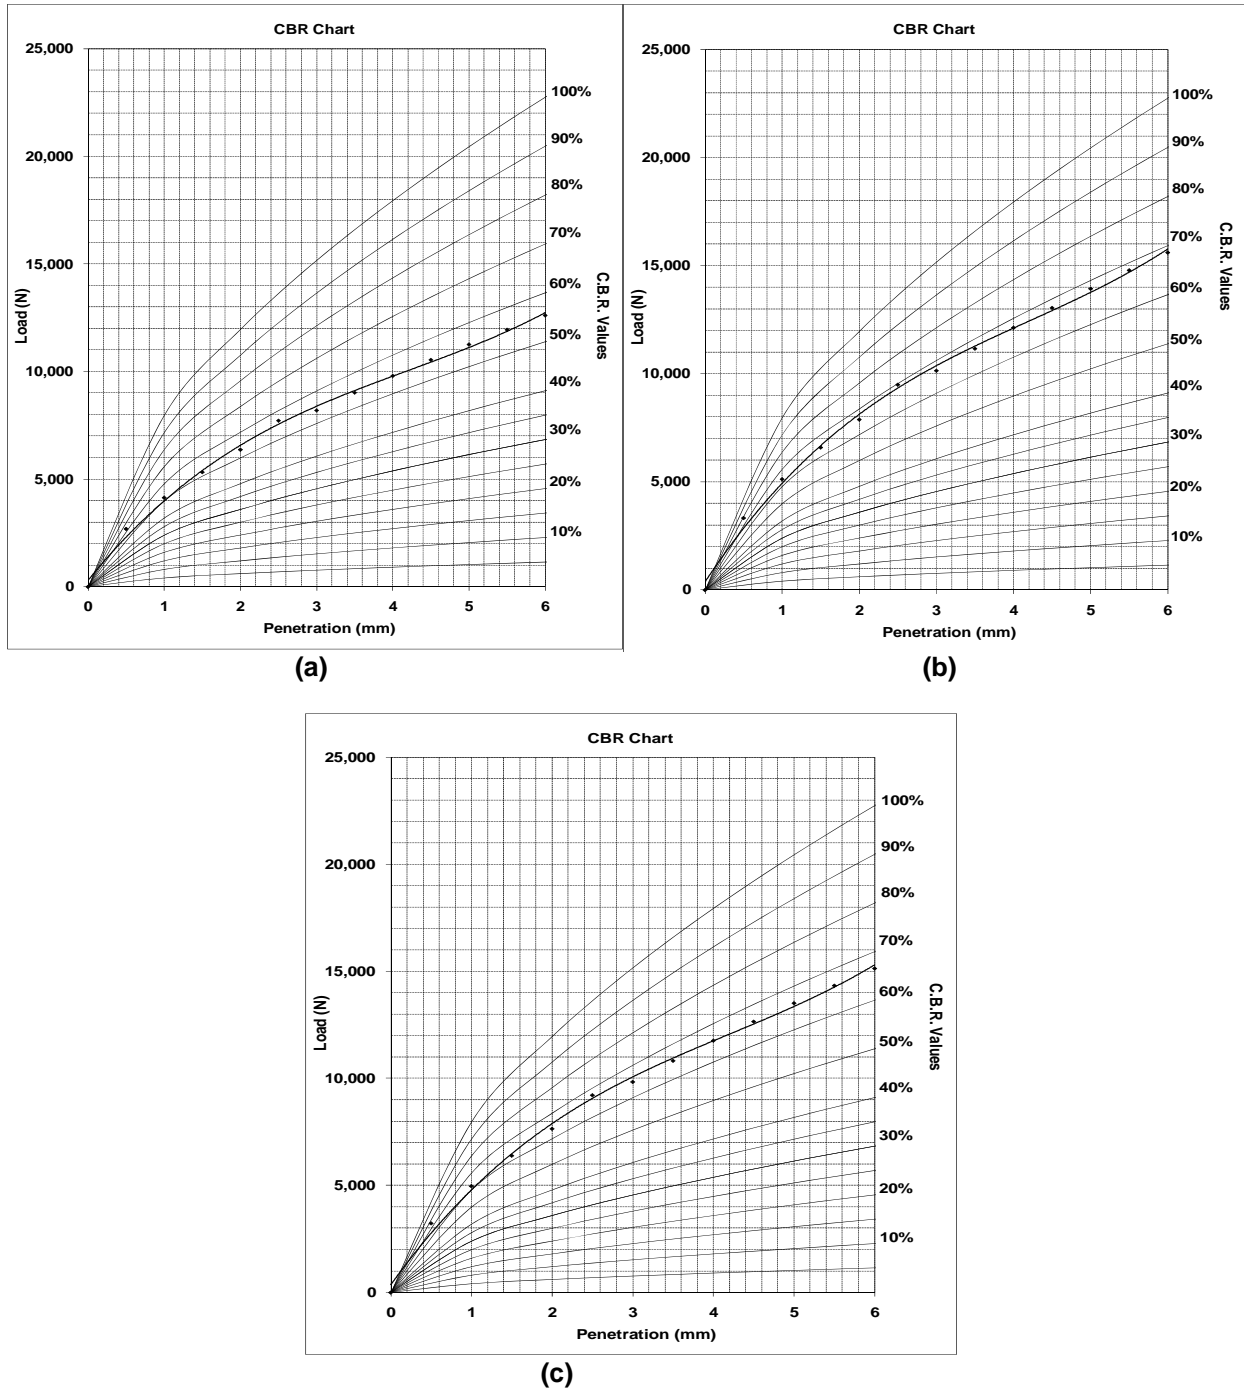 CBR Chart
25,000
20,000
15,000
10,000
5,000
0
Load (N)
100%
90%
80%
70%
60%
50%
40%
30%
20%
10%
C.B.R. Values
0 1 2 3 4 5 6
Penetration (mm)
(a)
CBR Chart
25,000
20,000
15,000
10,000
5,000
0
Load (N)
100%
90%
80%
70%
60%
50%
40%
30%
20%
10%
C.B.R. Values
0 1 2 3 4 5 6
Penetration (mm)
(b)
CBR Chart
25,000
20,000
15,000
10,000
5,000
0
Load (N)
100%
90%
80%
70%
60%
50%
40%
30%
20%
10%
C.B.R. Values
0 1 2 3 4 5 6
Penetration (mm)
(c)